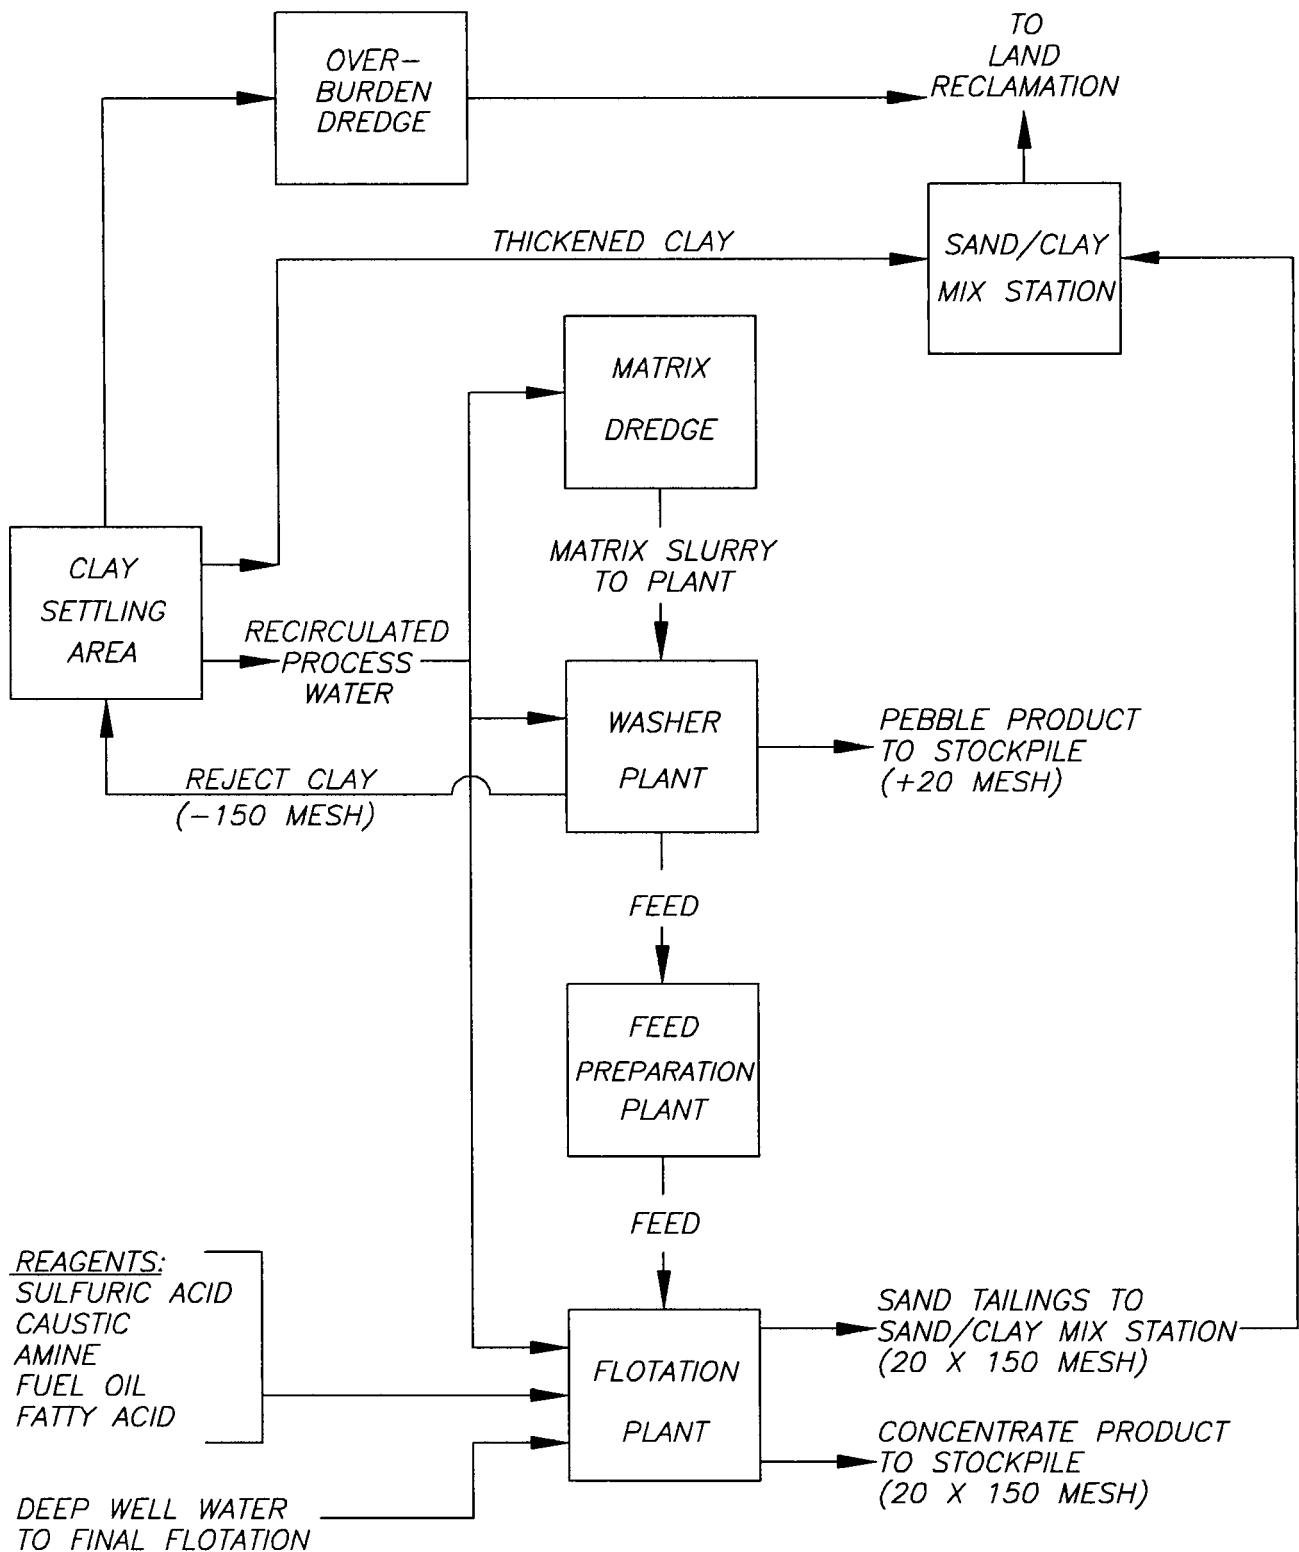 OVER-
BURDEN
DREDGE
TO
LAND
RECLAMATION
THICKENED CLAY
SAND/CLAY
MIX STATION
MATRIX
DREDGE
MATRIX SLURRY
TO PLANT
CLAY
SETTLING
AREA
RECIRCULATED
PROCESS
WATER
WASHER
PLANT
PEBBLE PRODUCT
TO STOCKPILE
(+20 MESH)
REJECT CLAY
(-150 MESH)
FEED
FEED
PREPARATION
PLANT
FEED
REAGENTS:
SULFURIC ACID
CAUSTIC
AMINE
FUEL OIL
FATTY ACID
FLOTATION
PLANT
SAND TAILINGS TO
SAND/CLAY MIX STATION
(20 X 150 MESH)
CONCENTRATE PRODUCT
TO STOCKPILE
(20 X 150 MESH)
DEEP WELL WATER
TO FINAL FLOTATION